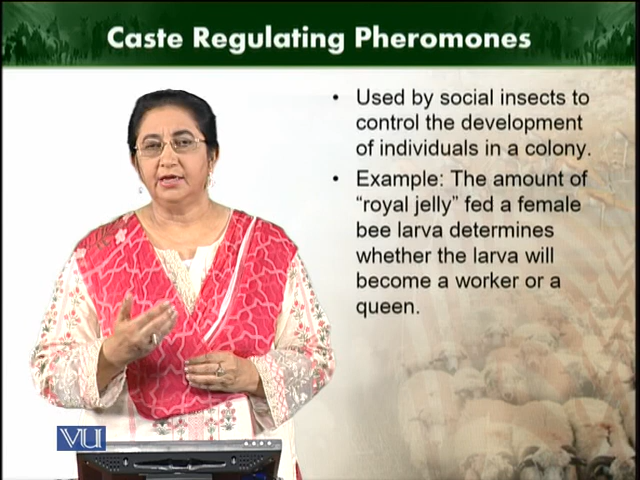 Caste Regulating Pheromones
• Used by social insects to
control the development
of individuals in a colony.
• Example: The amount of
“royal jelly” fed a female
bee larva determines
whether the larva will
become a worker or a
queen.
VU